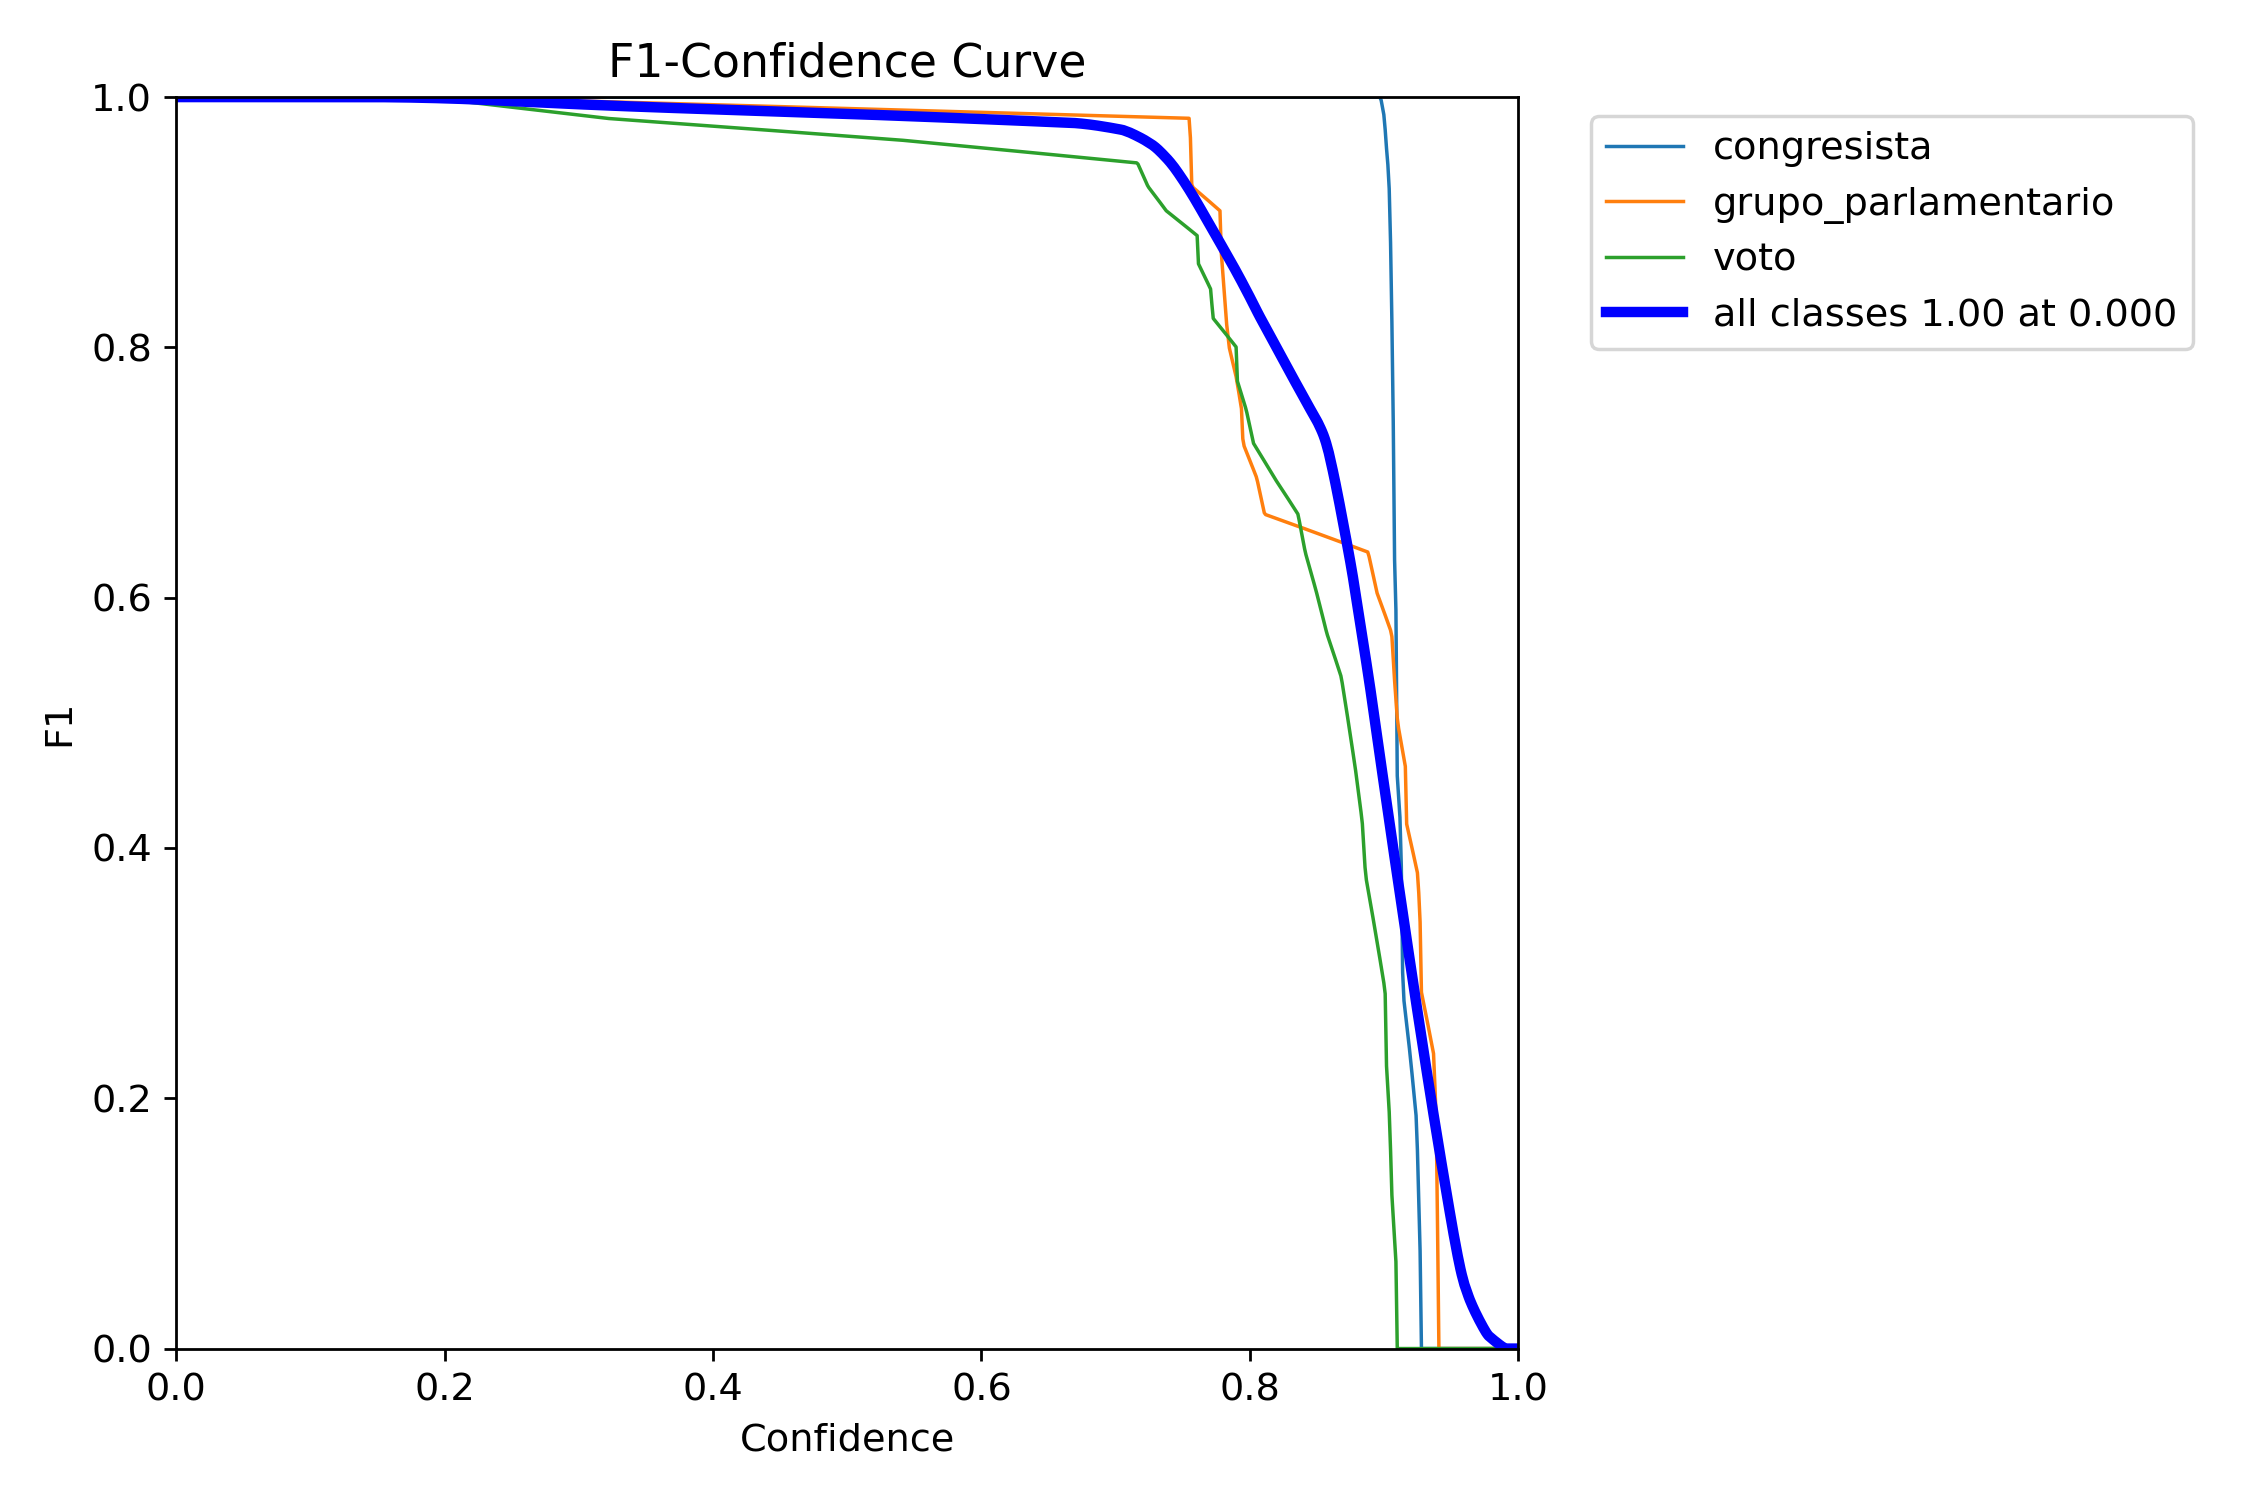 F1-Confidence Curve
1.0
0.8
0.6
0.4
0.2
0.0
F1
0.0 0.2 0.4 0.6 0.8 1.0
Confidence
congresista
grupo_parlamentario
voto
all classes 1.00 at 0.000